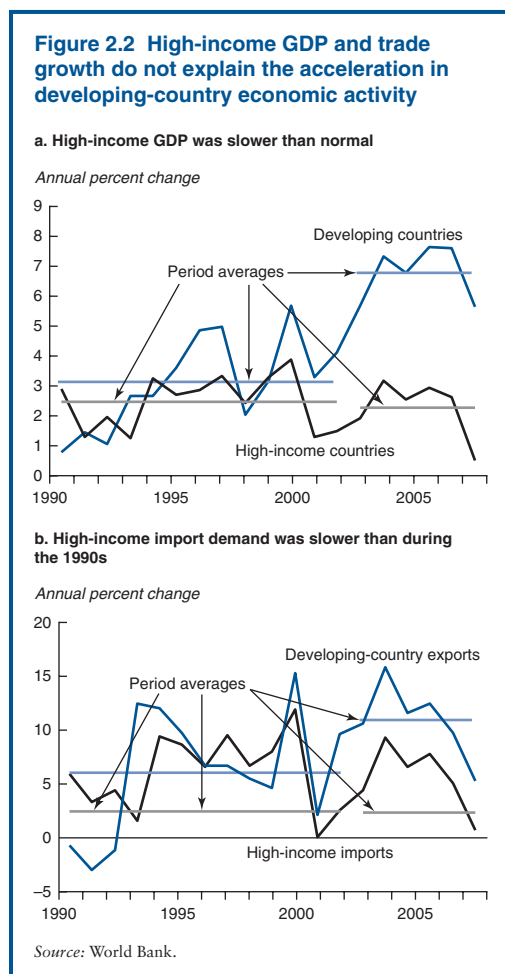 Figure 2.2 High-income GDP and trade
growth do not explain the acceleration in
developing-country economic activity
a. High-income GDP was slower than normal
Annual percent change
9
8
Developing countries
7
Period averages
6
5
4
3
2
High-income countries
1
0
1990 1995 2000 2005
b. High-income import demand was slower than during
the 1990s
Annual percent change
20
Developing-country exports
15
Period averages
10
5
0
High-income imports
–5
1990 1995 2000 2005
Source: World Bank.